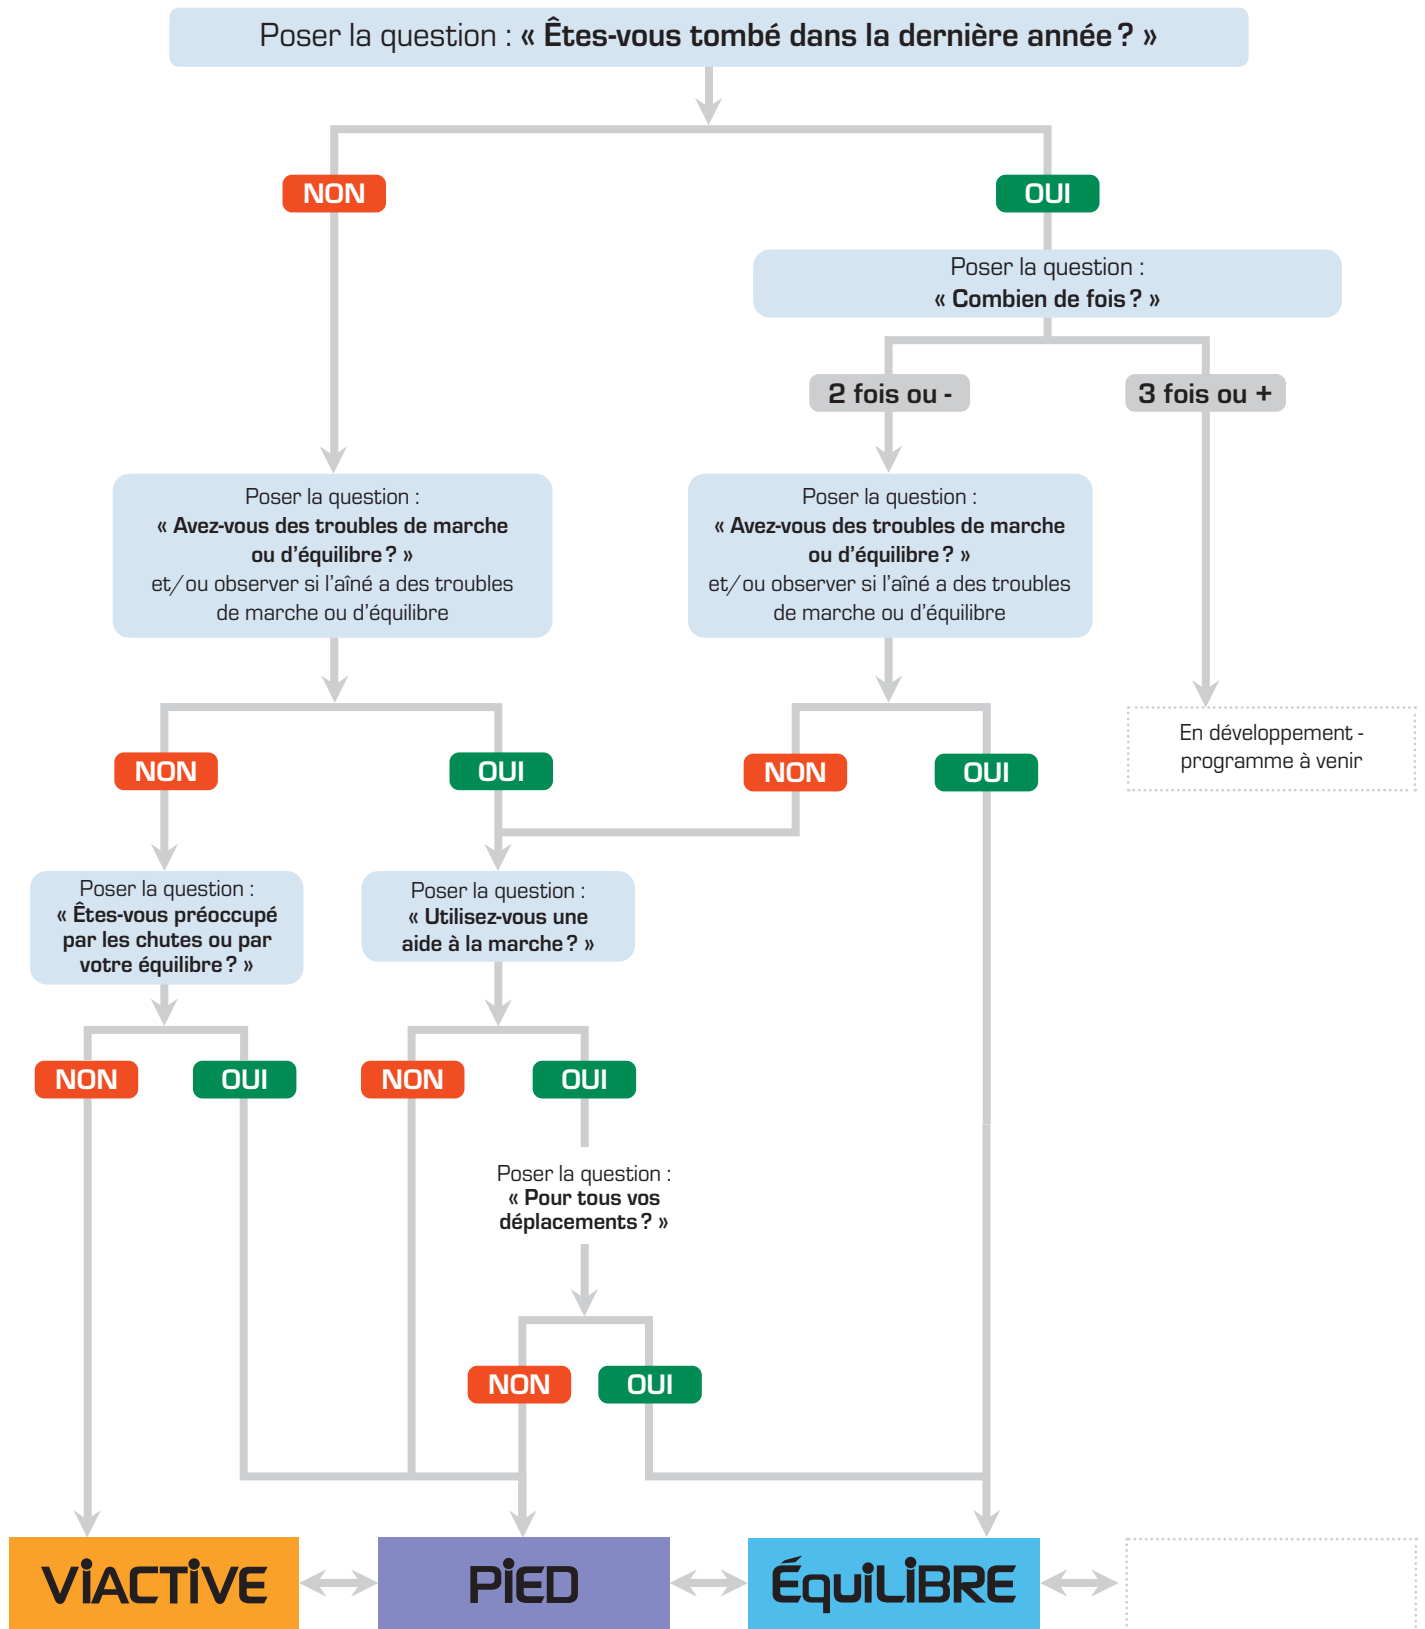 Poser la question : « Êtes-vous tombé dans la dernière année ? »
NON
OUI
Poser la question :
« Combien de fois ? »
2 fois ou -
3 fois ou +
Poser la question :
« Avez-vous des troubles de marche
ou d'équilibre ? »
et/ou observer si l'aîné a des troubles
de marche ou d'équilibre
Poser la question :
« Avez-vous des troubles de marche
ou d'équilibre ? »
et/ou observer si l'aîné a des troubles
de marche ou d'équilibre
En développement -
programme à venir
NON
OUI
NON
OUI
Poser la question :
« Êtes-vous préoccupé
par les chutes ou par
votre équilibre ? »
Poser la question :
« Utilisez-vous une
aide à la marche ? »
NON
OUI
NON
OUI
Poser la question :
« Pour tous vos
déplacements ? »
NON
OUI
ViACTiVE
PiED
ÉquiLiBRE